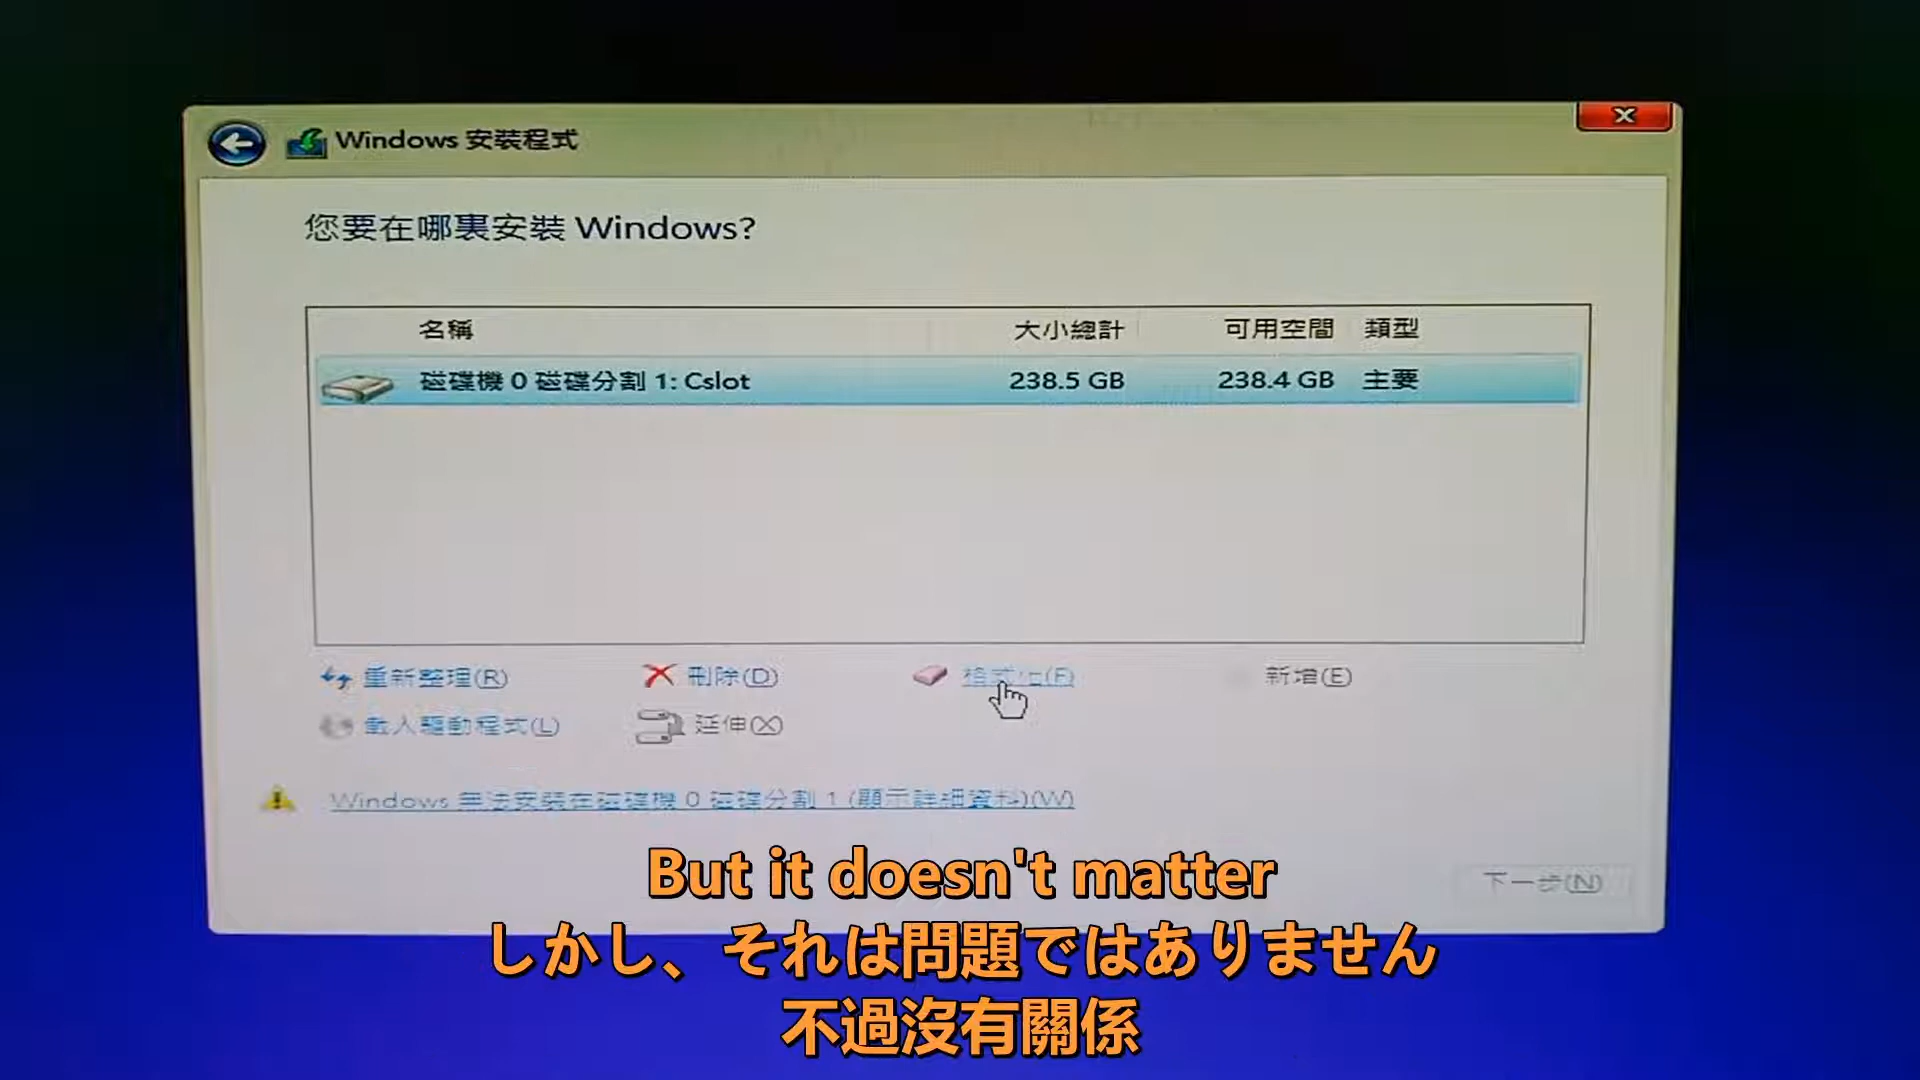 Windows 安裝程式
您要在哪裏安裝 Windows?
名稱 大小總計 可用空間 類型
磁碟機 0 磁碟分割 1: Cslot 238.5 GB 238.4 GB 主要
重新整理(R) 刪除(D) 格式化(F) 新增(E)
載入驅動程式(L) 延伸(X)
Windows 無法安裝在磁碟機 0 磁碟分割 1 (顯示詳細資料)(W)
下一步(N)
But it doesn't matter
しかし、それは問題ではありません
不過沒有關係